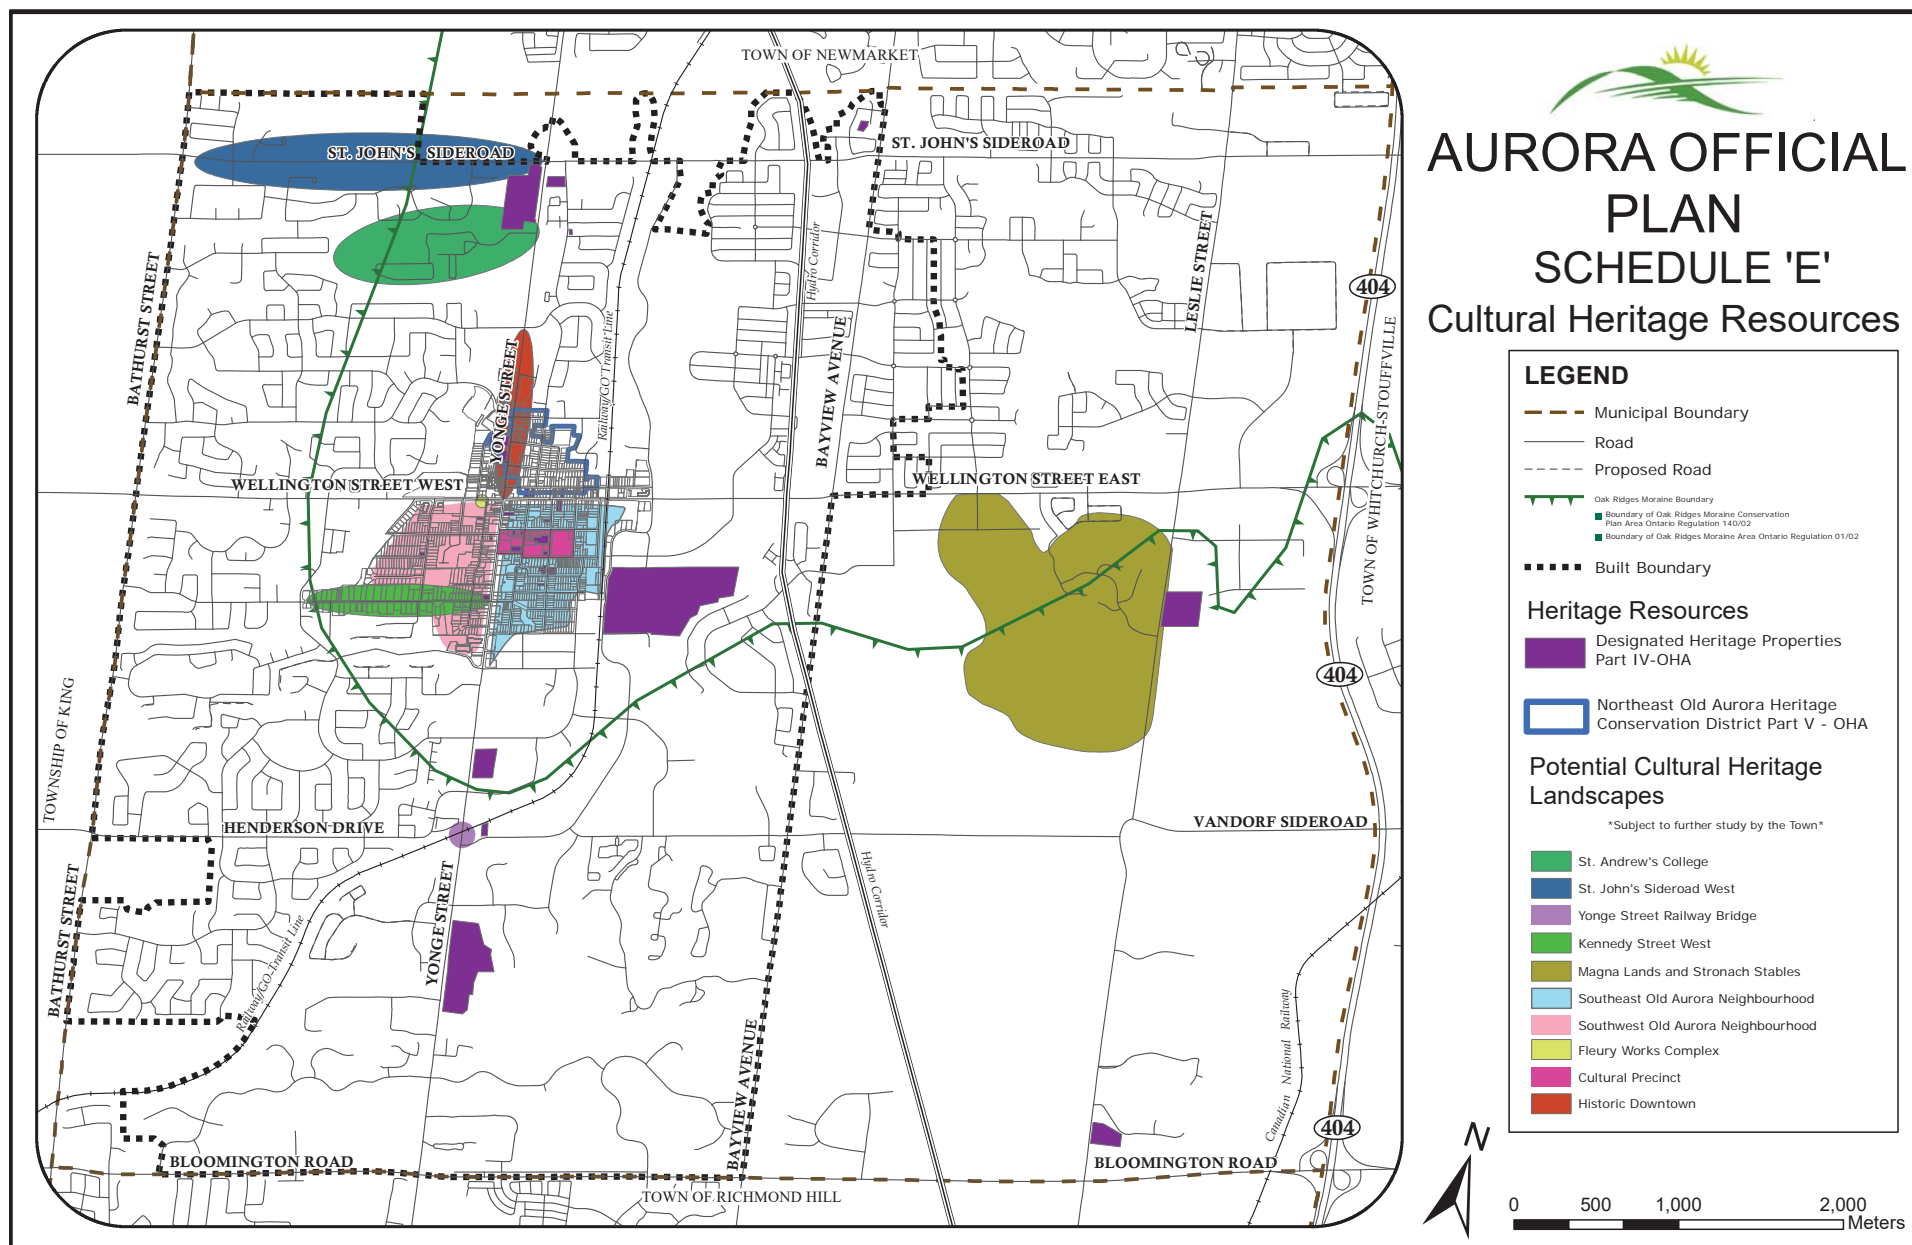 TOWN OF NEWMARKET
ST. JOHN'S SIDEROAD
ST. JOHN'S SIDEROAD
BATHURST STREET
YONGE STREET
Railway/GO Transit Line
Hydro Corridor
BAYVIEW AVENUE
LESLIE STREET
404
TOWN OF WHITCHURCH-STOUFFVILLE
WELLINGTON STREET WEST
WELLINGTON STREET EAST
404
TOWNSHIP OF KING
HENDERSON DRIVE
VANDORF SIDEROAD
BATHURST STREET
YONGE STREET
Railway/GO Transit Line
Hydro Corridor
BAYVIEW AVENUE
Canadian National Railway
404
BLOOMINGTON ROAD
BLOOMINGTON ROAD
TOWN OF RICHMOND HILL
AURORA OFFICIAL
PLAN
SCHEDULE 'E'
Cultural Heritage Resources
LEGEND
Municipal Boundary
Road
Proposed Road
Oak Ridges Moraine Boundary
Boundary of Oak Ridges Moraine Conservation
Plan Area Ontario Regulation 140/02
Boundary of Oak Ridges Moraine Area Ontario Regulation 01/02
Built Boundary
Heritage Resources
Designated Heritage Properties
Part IV-OHA
Northeast Old Aurora Heritage
Conservation District Part V - OHA
Potential Cultural Heritage
Landscapes
*Subject to further study by the Town*
St. Andrew's College
St. John's Sideroad West
Yonge Street Railway Bridge
Kennedy Street West
Magna Lands and Stronach Stables
Southeast Old Aurora Neighbourhood
Southwest Old Aurora Neighbourhood
Fleury Works Complex
Cultural Precinct
Historic Downtown
N
0 500 1,000 2,000
Meters